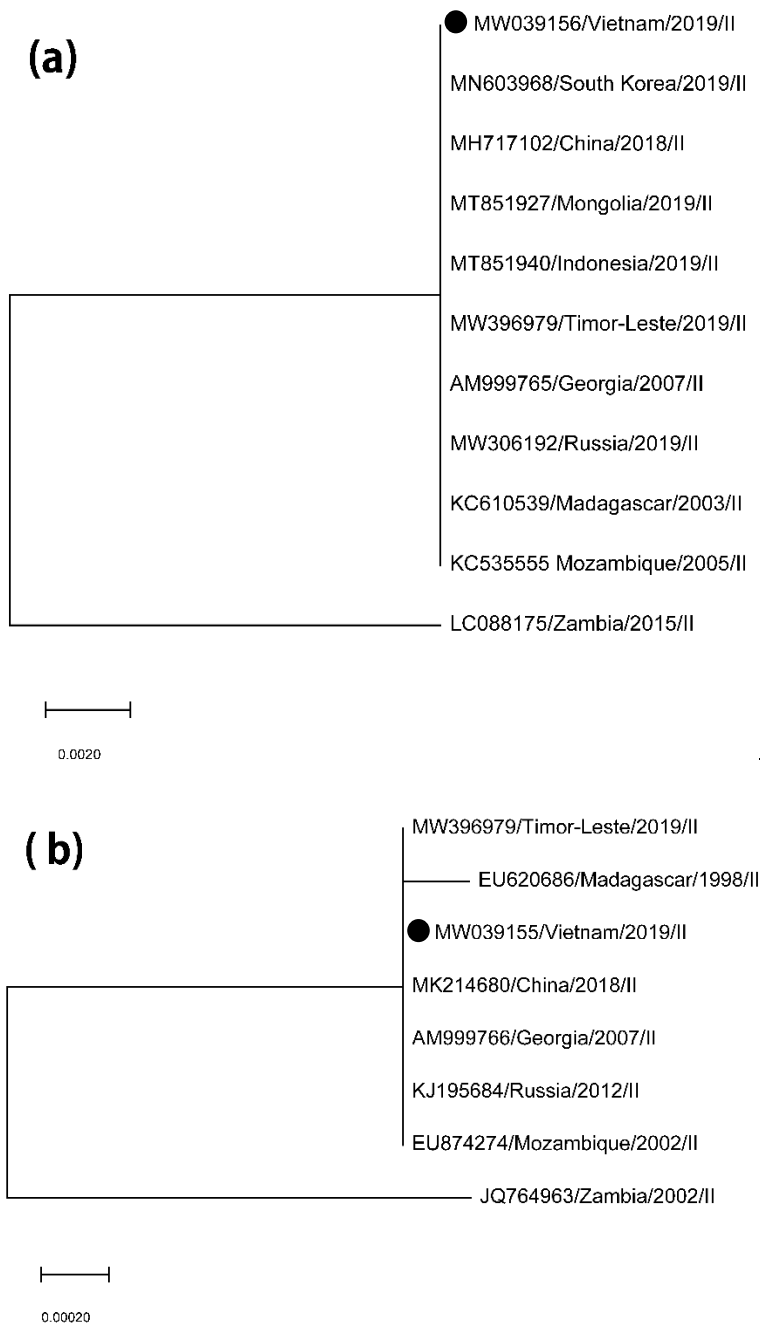 (a)
MW039156/Vietnam/2019/II
MN603968/South Korea/2019/II
MH717102/China/2018/II
MT851927/Mongolia/2019/II
MT851940/Indonesia/2019/II
MW396979/Timor-Leste/2019/II
AM999765/Georgia/2007/II
MW306192/Russia/2019/II
KC610539/Madagascar/2003/II
KC535555 Mozambique/2005/II
LC088175/Zambia/2015/II
0.0020
( b)
MW396979/Timor-Leste/2019/II
EU620686/Madagascar/1998/II
MW039155/Vietnam/2019/II
MK214680/China/2018/II
AM999766/Georgia/2007/II
KJ195684/Russia/2012/II
EU874274/Mozambique/2002/II
JQ764963/Zambia/2002/II
0.00020